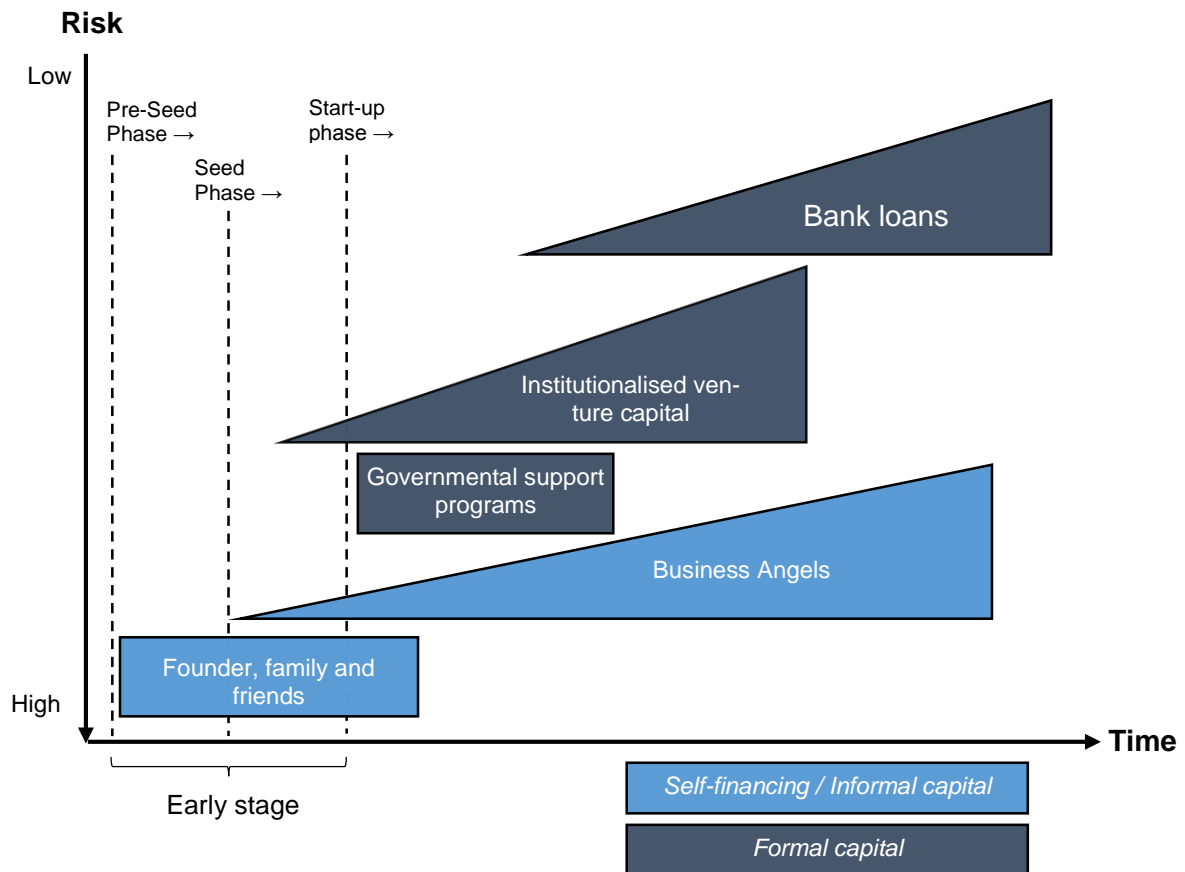 Risk
Low
Pre-Seed
Phase →
Start-up
phase →
Seed
Phase →
Bank loans
Institutionalised ven-
ture capital
Governmental support
programs
Business Angels
Founder, family and
friends
High
Time
Early stage
Self-financing / Informal capital
Formal capital